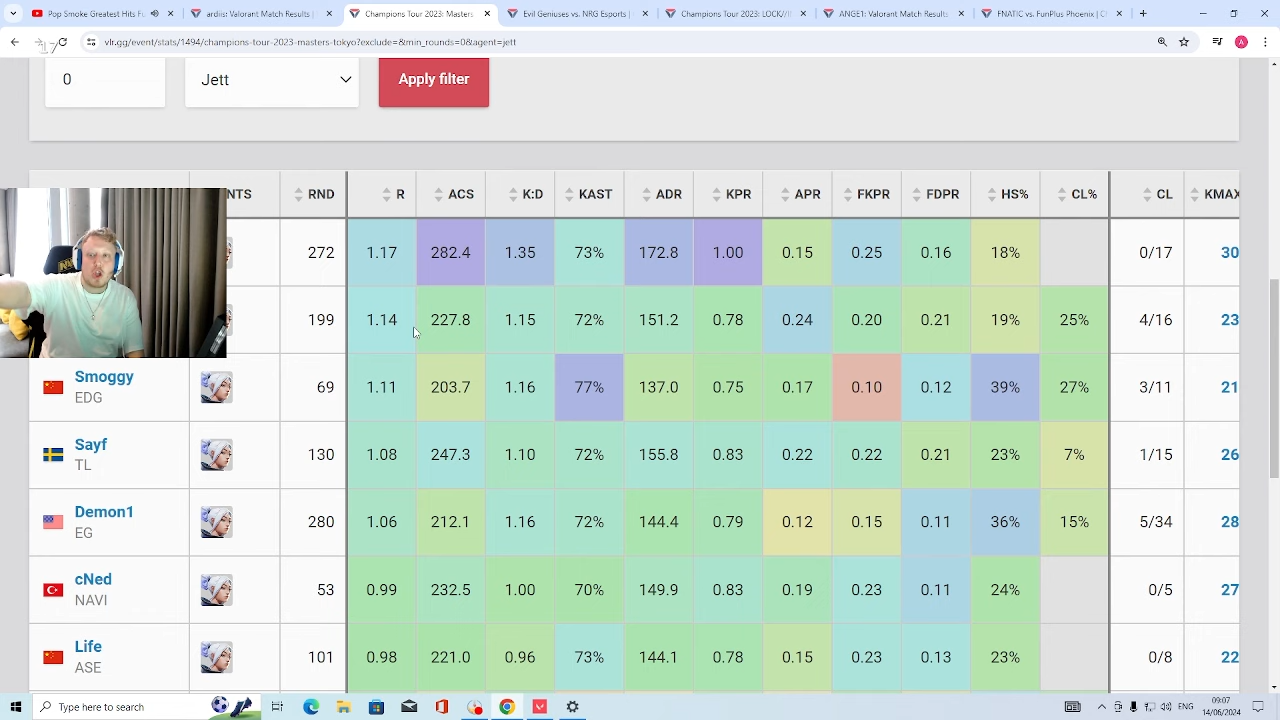 Pop Smoke
ardiis: Valorant Match Results
Champions Tour 2023: Masters
Evil Geniuses vs. NRG Esports |
Champions Tour 2023: LOCK//I
ANGE1: Valorant Match Results
FNATIC vs. FunPlus Phoenix | C
vlr.gg/event/stats/1494/champions-tour-2023-masters-tokyo?exclude=&min_rounds=0&agent=jett
0 Jett Apply filter
NTS RND R ACS K:D KAST ADR KPR APR FKPR FDPR HS% CL% CL KMAX
272 1.17 282.4 1.35 73% 172.8 1.00 0.15 0.25 0.16 18% 0/17 30
199 1.14 227.8 1.15 72% 151.2 0.78 0.24 0.20 0.21 19% 25% 4/16 23
Smoggy
EDG
69 1.11 203.7 1.16 77% 137.0 0.75 0.17 0.10 0.12 39% 27% 3/11 21
Sayf
TL
130 1.08 247.3 1.10 72% 155.8 0.83 0.22 0.22 0.21 23% 7% 1/15 26
Demon1
EG
280 1.06 212.1 1.16 72% 144.4 0.79 0.12 0.15 0.11 36% 15% 5/34 28
cNed
NAVI
53 0.99 232.5 1.00 70% 149.9 0.83 0.19 0.23 0.11 24% 0/5 27
Life
ASE
101 0.98 221.0 0.96 73% 144.1 0.78 0.15 0.23 0.13 23% 0/8 22
Type here to search
ENG
09:07
14/06/2024